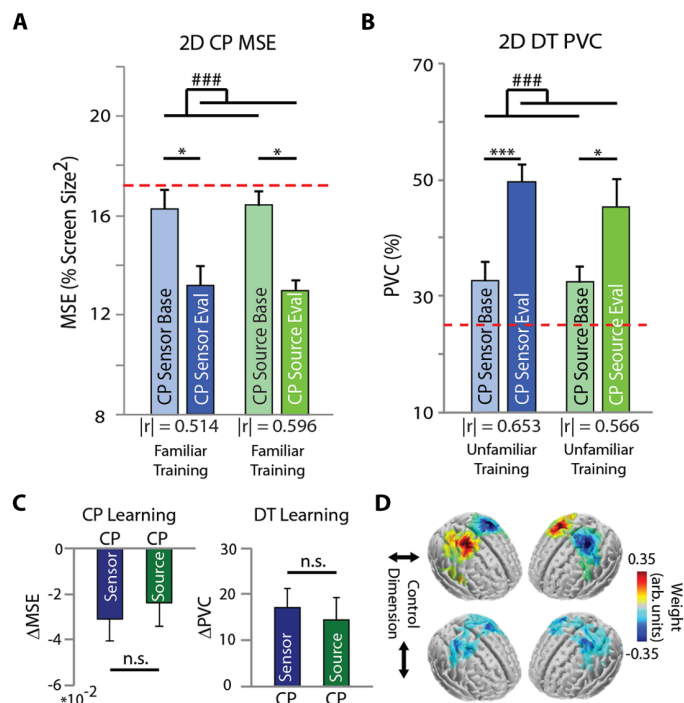 A
2D CP MSE
###
20
*
*
16
12
8
MSE (% Screen Size²)
CP Sensor Base
CP Sensor Eval
CP Source Base
CP Source Eval
|r| = 0.514
|r| = 0.596
Familiar
Training
Familiar
Training
B
2D DT PVC
70
###
***
*
50
30
10
PVC (%)
CP Sensor Base
CP Sensor Eval
CP Source Base
CP Seource Eval
|r| = 0.653
|r| = 0.566
Unfamiliar
Training
Unfamiliar
Training
C
CP Learning
CP
CP
0
-2
-4
-6
*10⁻²
ΔMSE
Sensor
Source
n.s.
DT Learning
30
20
10
0
ΔPVC
n.s.
Sensor
Source
CP
CP
D
Control
Dimension
0.35
-0.35
Weight
(arb. units)